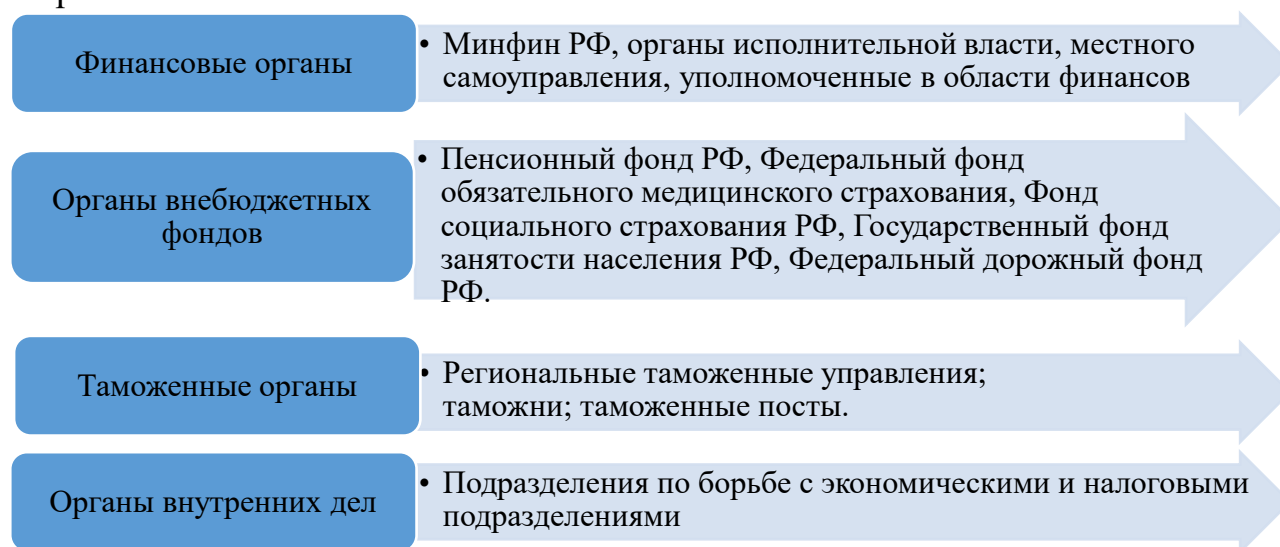 Финансовые органы
• Минфин РФ, органы исполнительной власти, местного
самоуправления, уполномоченные в области финансов
Органы внебюджетных
фондов
• Пенсионный фонд РФ, Федеральный фонд
обязательного медицинского страхования, Фонд
социального страхования РФ, Государственный фонд
занятости населения РФ, Федеральный дорожный фонд
РФ.
Таможенные органы
• Региональные таможенные управления;
таможни; таможенные посты.
Органы внутренних дел
• Подразделения по борьбе с экономическими и налоговыми
подразделениями